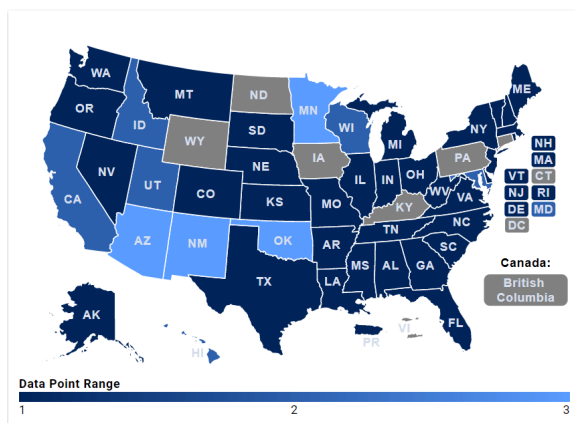 WA
MT
ND
MN
ME
OR
ID
WY
SD
WI
MI
NY
NH
MA
NV
UT
CO
NE
IA
IL
IN
OH
PA
VT
CT
NJ
RI
DE
MD
DC
CA
KS
MO
KY
WV
VA
NC
AZ
NM
OK
AR
TN
SC
TX
LA
MS
AL
GA
FL
AK
HI
PR
VI
Canada:
British
Columbia
Data Point Range
1 2 3